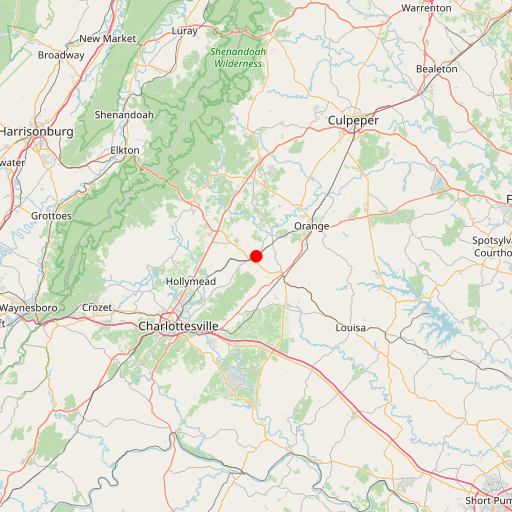 Warrenton
Luray
New Market
Broadway
Shenandoah
Wilderness
Bealeton
Shenandoah
Culpeper
Harrisonburg
Elkton
water
Grottoes
Orange
Spotsylv
Courtho
Hollymead
Waynesboro
Crozet
ft
Charlottesville
Louisa
Short Pum